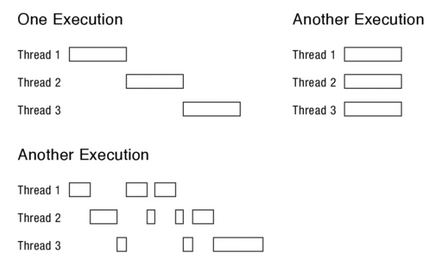 One Execution
Thread 1
Thread 2
Thread 3
Another Execution
Thread 1
Thread 2
Thread 3
Another Execution
Thread 1
Thread 2
Thread 3